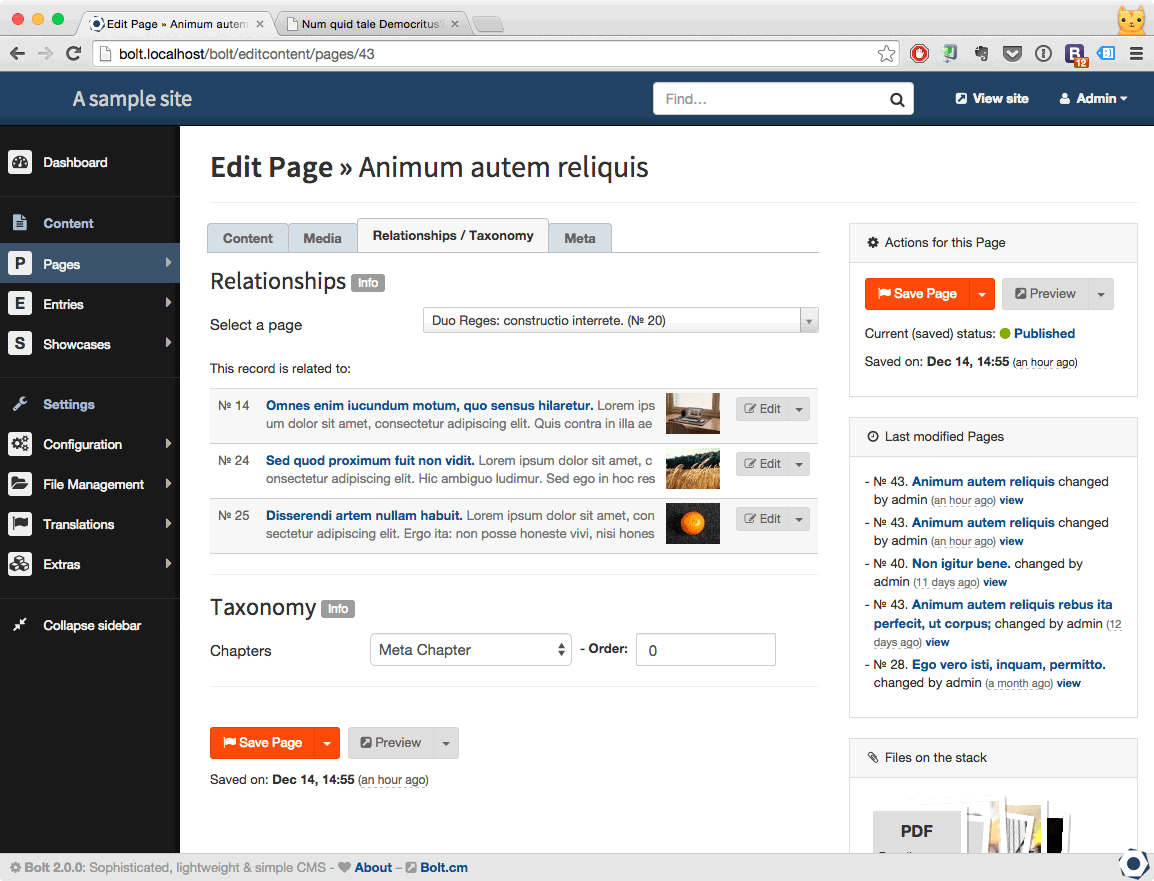 Edit Page » Animum autem
Num quid tale Democritus?
bolt.localhost/bolt/editcontent/pages/43
12
A sample site
Find...
View site
Admin
Dashboard
Content
P Pages
E Entries
S Showcases
Settings
Configuration
File Management
Translations
Extras
Collapse sidebar
Edit Page » Animum autem reliquis
Content
Media
Relationships / Taxonomy
Meta
Relationships Info
Select a page
Duo Reges: constructio interrete. (№ 20)
This record is related to:
№ 14 Omnes enim iucundum motum, quo sensus hilaretur. Lorem ips
um dolor sit amet, consectetur adipiscing elit. Quis contra in illa ae
Edit
№ 24 Sed quod proximum fuit non vidit. Lorem ipsum dolor sit amet, c
onsectetur adipiscing elit. Hic ambiguo ludimur. Sed ego in hoc res
Edit
№ 25 Disserendi artem nullam habuit. Lorem ipsum dolor sit amet, con
sectetur adipiscing elit. Ergo ita: non posse honeste vivi, nisi hones
Edit
Taxonomy Info
Chapters
Meta Chapter
- Order:
0
Save Page
Preview
Saved on: Dec 14, 14:55 (an hour ago)
Actions for this Page
Save Page
Preview
Current (saved) status: Published
Saved on: Dec 14, 14:55 (an hour ago)
Last modified Pages
- № 43. Animum autem reliquis changed
by admin (an hour ago) view
- № 43. Animum autem reliquis changed
by admin (an hour ago) view
- № 40. Non igitur bene. changed by
admin (11 days ago) view
- № 43. Animum autem reliquis rebus ita
perfecit, ut corpus; changed by admin (12
days ago) view
- № 28. Ego vero isti, inquam, permitto.
changed by admin (a month ago) view
Files on the stack
PDF
Bolt 2.0.0: Sophisticated, lightweight & simple CMS - About – Bolt.cm